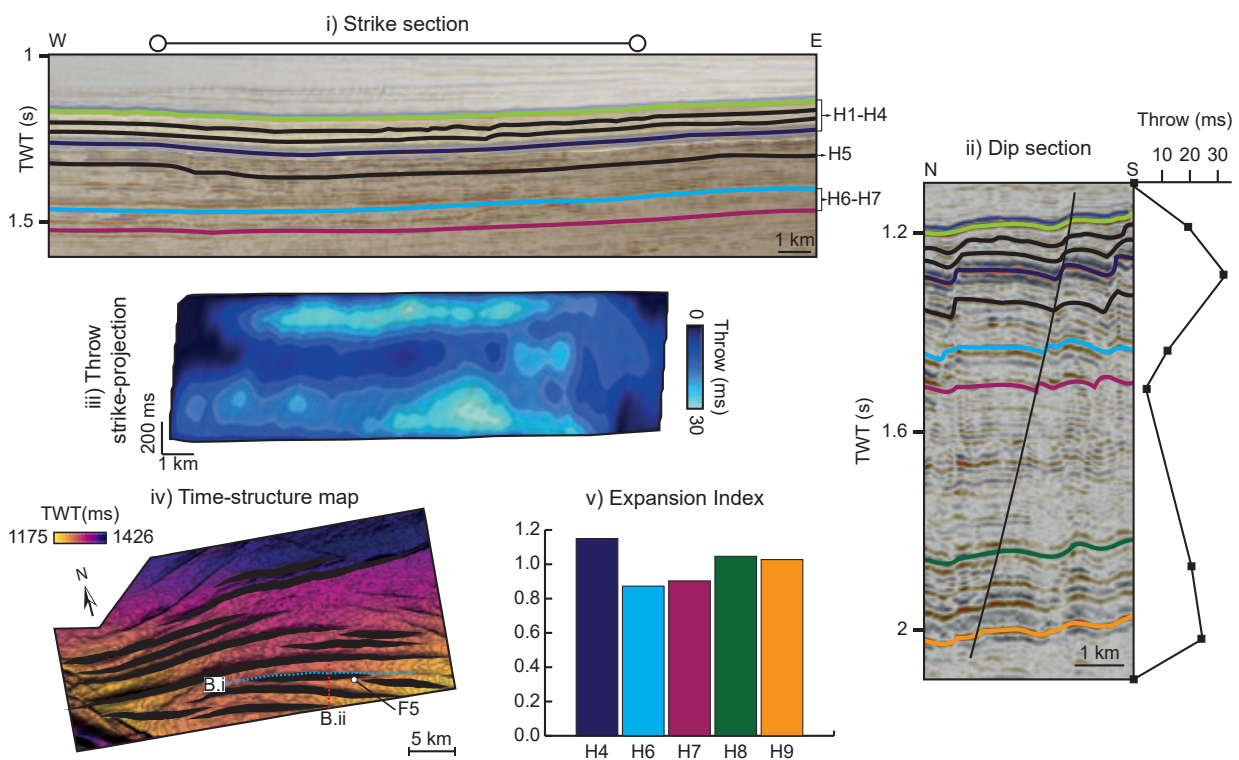 i) Strike section
W
E
1
1.5
TWT (s)
H1-H4
H5
H6-H7
1 km
ii) Dip section
N
S
Throw (ms)
10 20 30
1.2
1.6
2
TWT (s)
1 km
iii) Throw
strike-projection
200 ms
1 km
0
30
Throw (ms)
iv) Time-structure map
TWT(ms)
1175
1426
N
B.i
B.ii
F5
5 km
v) Expansion Index
1.2
1.0
0.8
0.6
0.4
0.2
0.0
H4 H6 H7 H8 H9